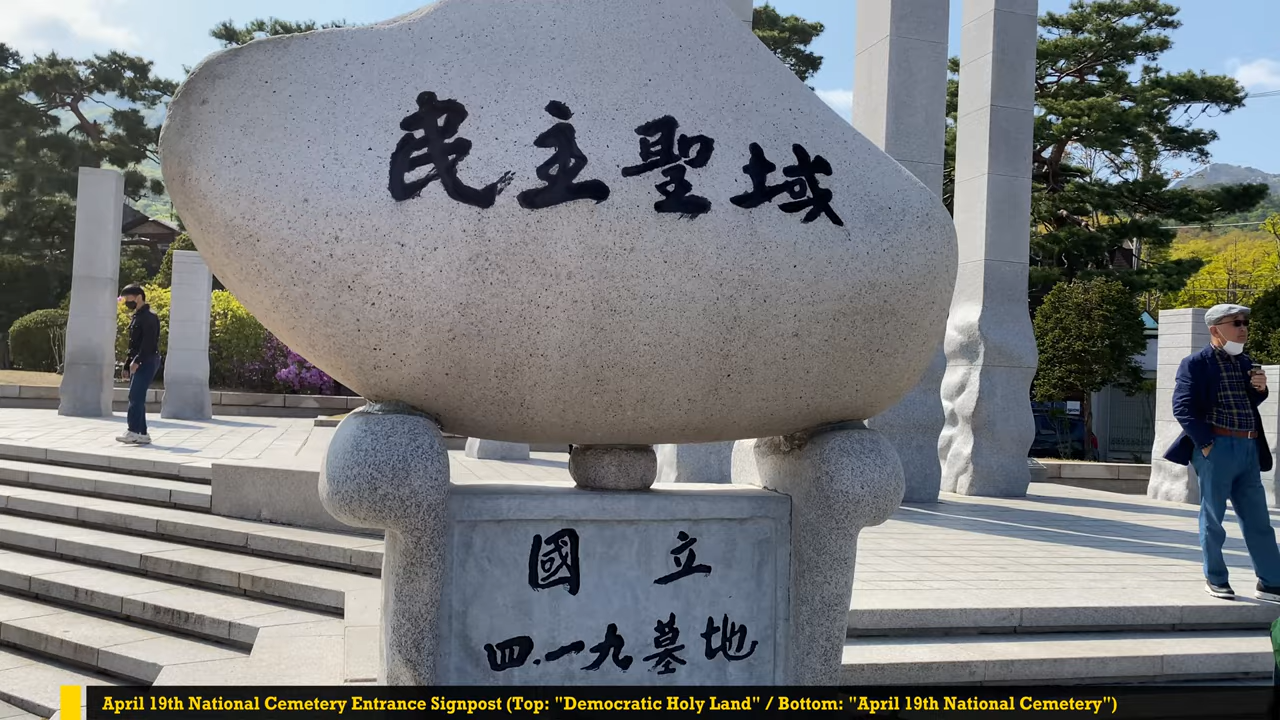 民主聖域
國立
四.一九墓地
April 19th National Cemetery Entrance Signpost (Top: "Democratic Holy Land" / Bottom: "April 19th National Cemetery")